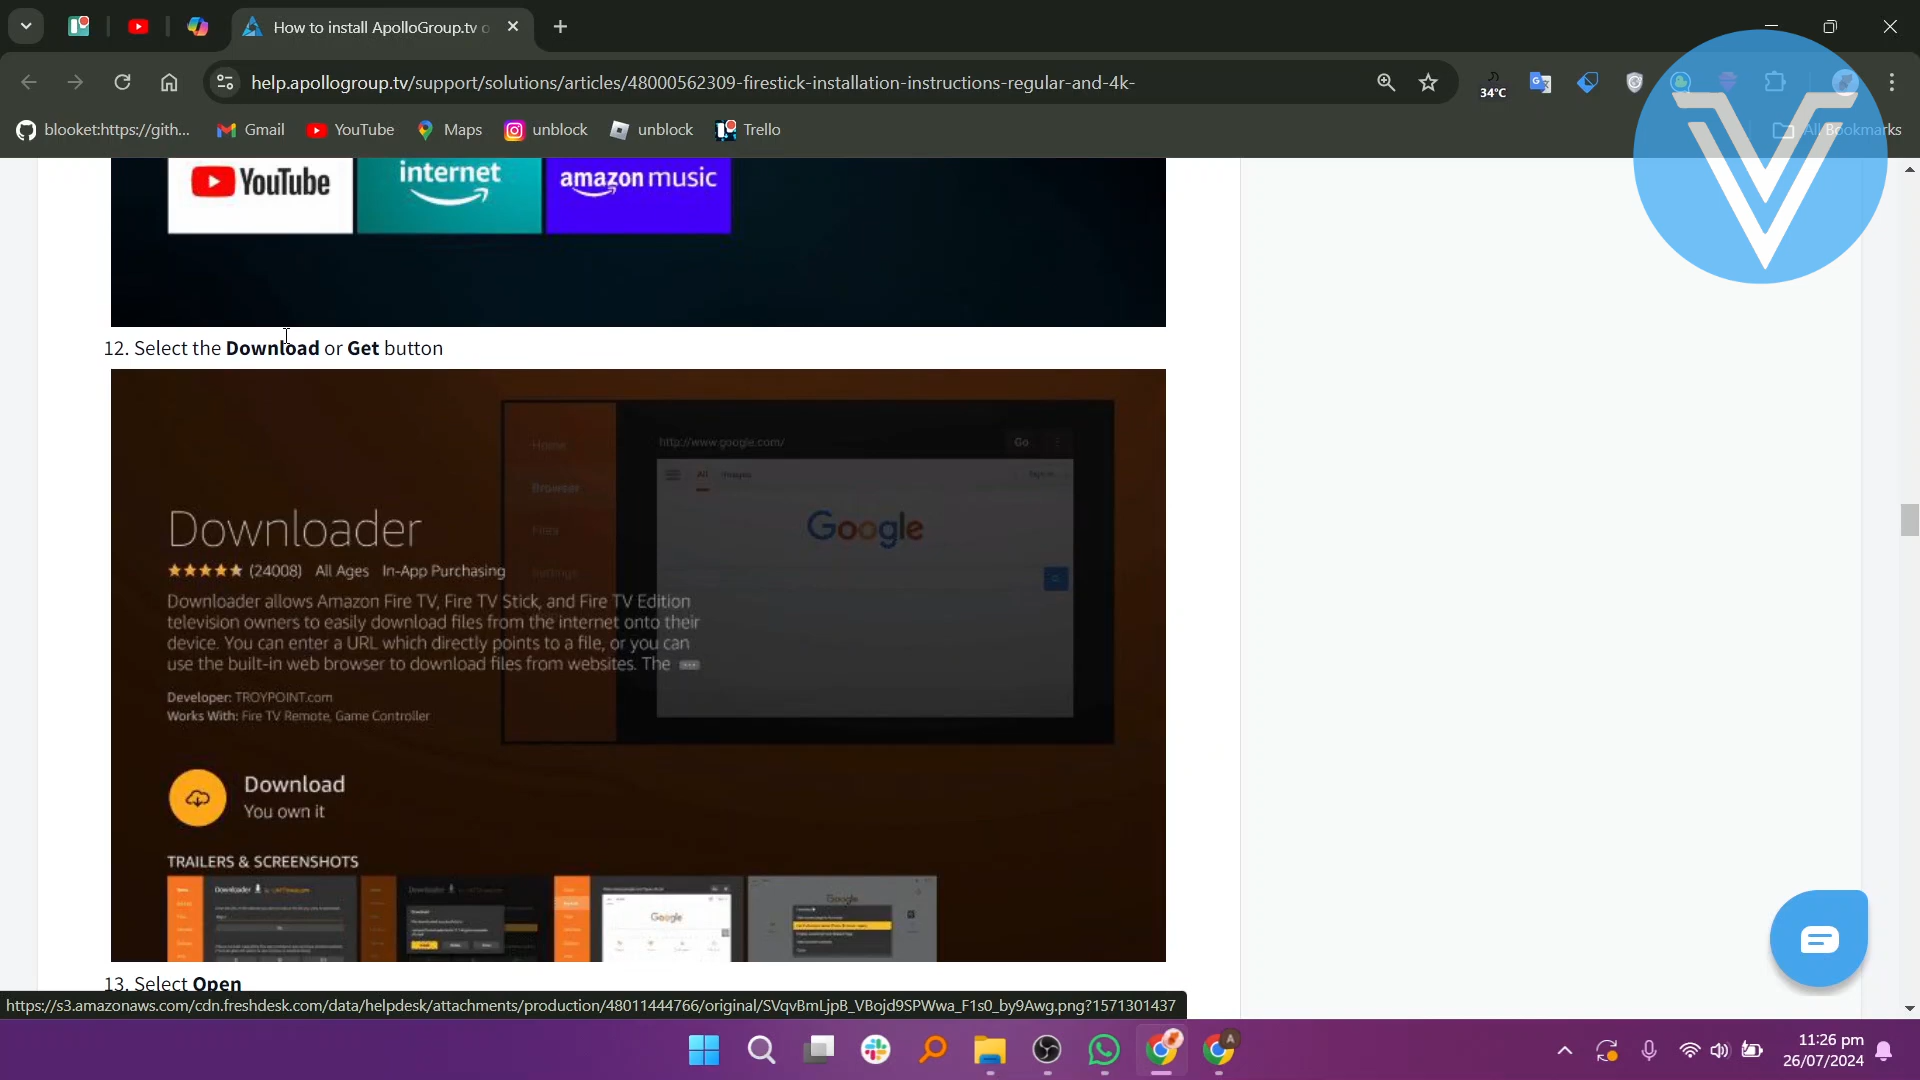 How to install ApolloGroup.tv o
help.apollogroup.tv/support/solutions/articles/48000562309-firestick-installation-instructions-regular-and-4k-
34°C
blooket:https://gith... Gmail YouTube Maps unblock unblock Trello All Bookmarks
YouTube internet amazon music
12. Select the Download or Get button
Home http://www.google.com/ Go
Browser
Google
Downloader
(24008) All Ages In-App Purchasing
Downloader allows Amazon Fire TV, Fire TV Stick, and Fire TV Edition
television owners to easily download files from the internet onto their
device. You can enter a URL which directly points to a file, or you can
use the built-in web browser to download files from websites. The
Developer: TROYPOINT.com
Works With: Fire TV Remote, Game Controller
Download
You own it
TRAILERS & SCREENSHOTS
Downloader
Google
13. Select Open
https://s3.amazonaws.com/cdn.freshdesk.com/data/helpdesk/attachments/production/48011444766/original/SVqvBmLjpB_VBojd9SPWwa_F1s0_by9Awg.png?1571301437
11:26 pm
26/07/2024